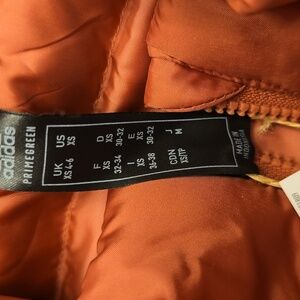 adidas
PRIMEGREEN
US XS
UK XS 4-6
D XS 30-32
F XS 32-34
E XS 30-32
I XS 36-38
J M
CDN XS/TP
MADE IN
INDONESIA